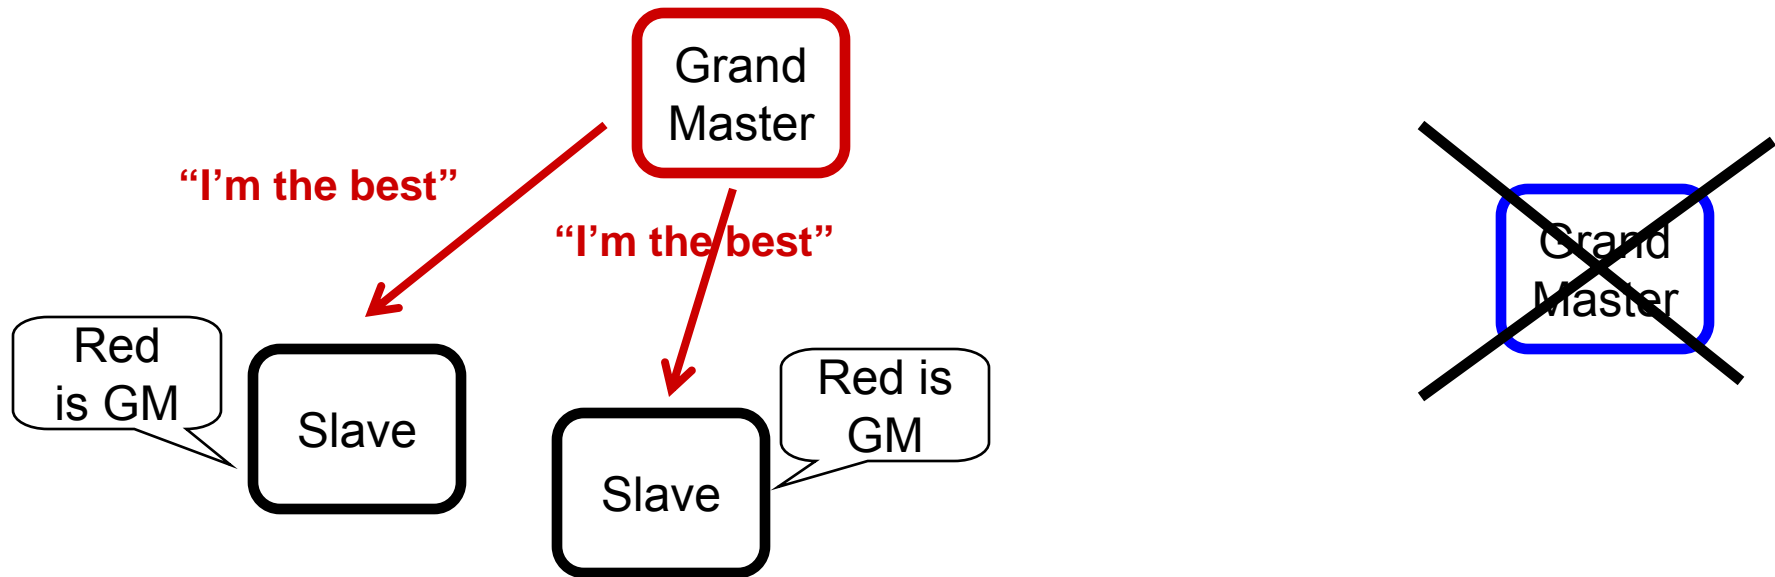 Grand
Master
“I’m the best”
“I’m the best”
Grand
Master
Red
is GM
Slave
Red is
GM
Slave